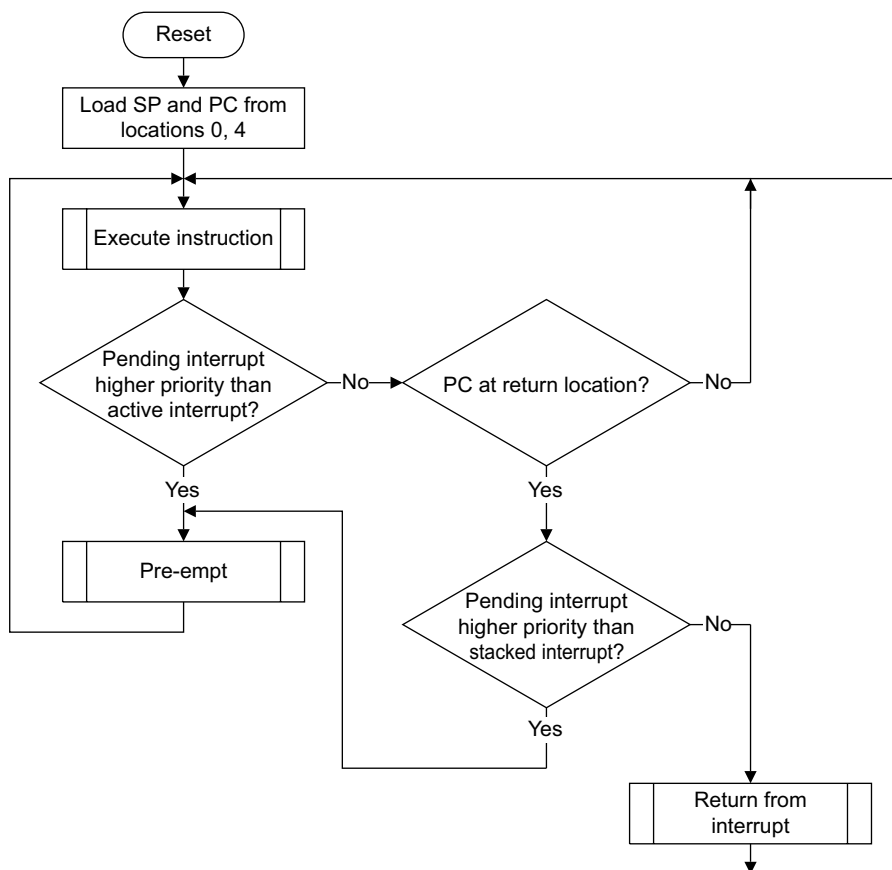 Reset
Load SP and PC from
locations 0, 4
Execute instruction
Pending interrupt
higher priority than
active interrupt?
No
PC at return location?
No
Yes
Yes
Pre-empt
Pending interrupt
higher priority than
stacked interrupt?
No
Yes
Return from
interrupt